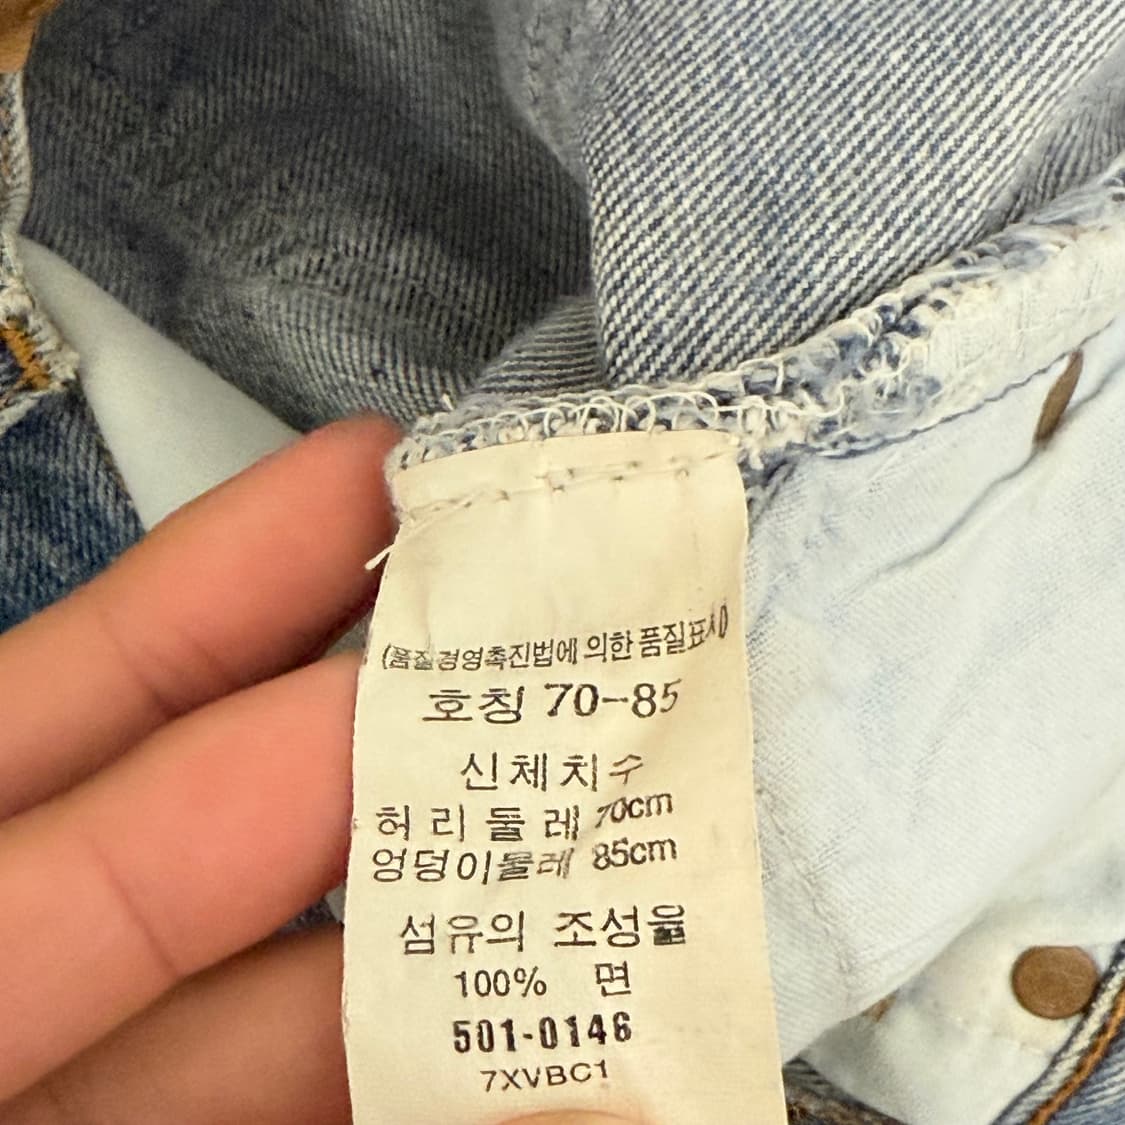 (품질경영촉진법에 의한 품질표시)
호칭 70-85
신체치수
허리둘레 70cm
엉덩이둘레 85cm
섬유의 조성율
100% 면
501-0146
7XVBC1